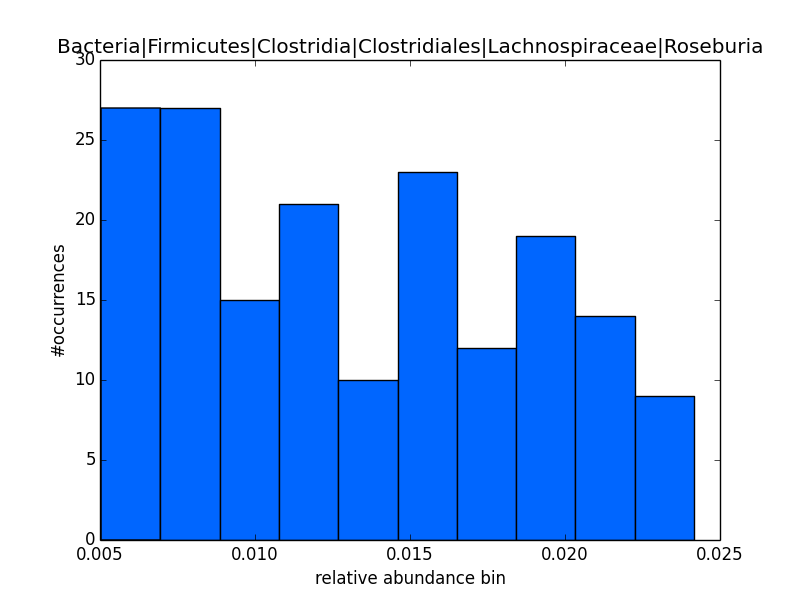 Bacteria|Firmicutes|Clostridia|Clostridiales|Lachnospiraceae|Roseburia
30
25
20
15
10
5
0
#occurrences
0.005 0.010 0.015 0.020 0.025
relative abundance bin